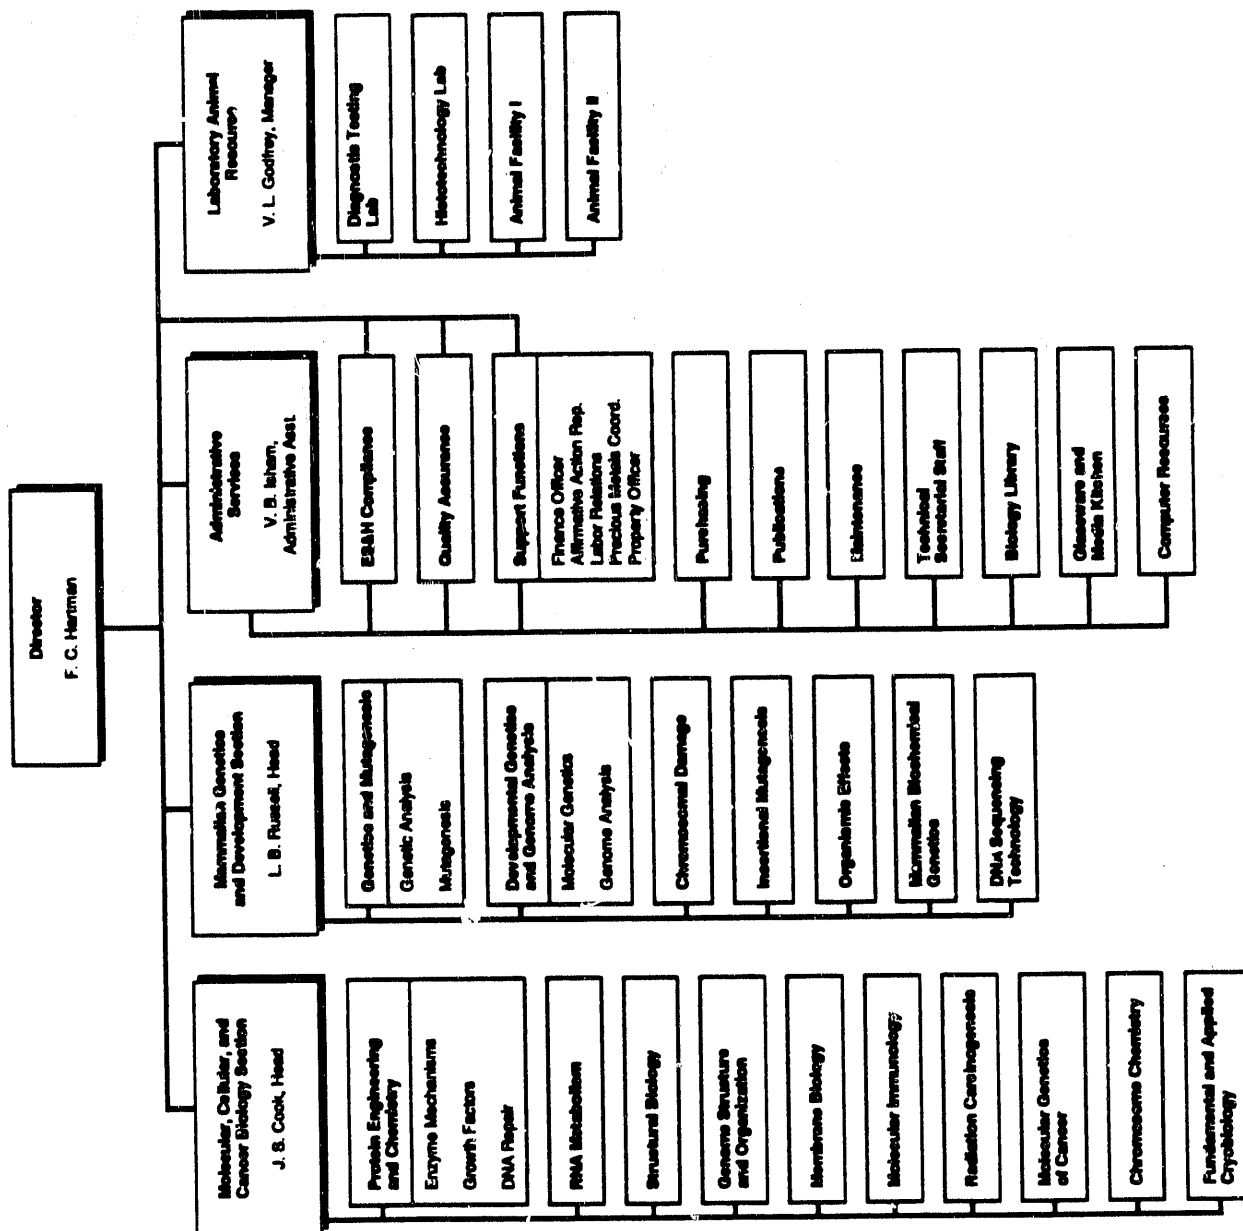 Director
F. C. Hartman
Molecular, Cellular, and
Cancer Biology Section
J. S. Cook, Head
Protein Engineering
and Chemistry
Enzyme Mechanisms
Growth Factors
DNA Repair
RNA Metabolism
Structural Biology
Genome Structure
and Organization
Membrane Biology
Molecular Immunology
Radiation Carcinogenesis
Molecular Genetics
of Cancer
Chromosome Chemistry
Fundamental and Applied
Cryobiology
Mammalian Genetics
and Development Section
L. B. Russell, Head
Genetics and Mutagenesis
Genetic Analysis
Mutagenesis
Developmental Genetics
and Genome Analysis
Molecular Genetics
Genome Analysis
Chromosomal Damage
Insertional Mutagenesis
Organismic Effects
Mammalian Biochemical
Genetics
DNA Sequencing
Technology
Administrative
Services
V. B. Isham,
Administrative Asst.
ES&H Compliance
Quality Assurance
Support Functions
Finance Officer
Affirmative Action Rep.
Labor Relations
Precious Metals Coord.
Property Officer
Purchasing
Publications
Maintenance
Technical
Secretarial Staff
Biology Library
Glassware and
Media Kitchen
Computer Resources
Laboratory Animal
Resources
V. L. Godfrey, Manager
Diagnostic Testing
Lab
Histotechnology Lab
Animal Facility I
Animal Facility II